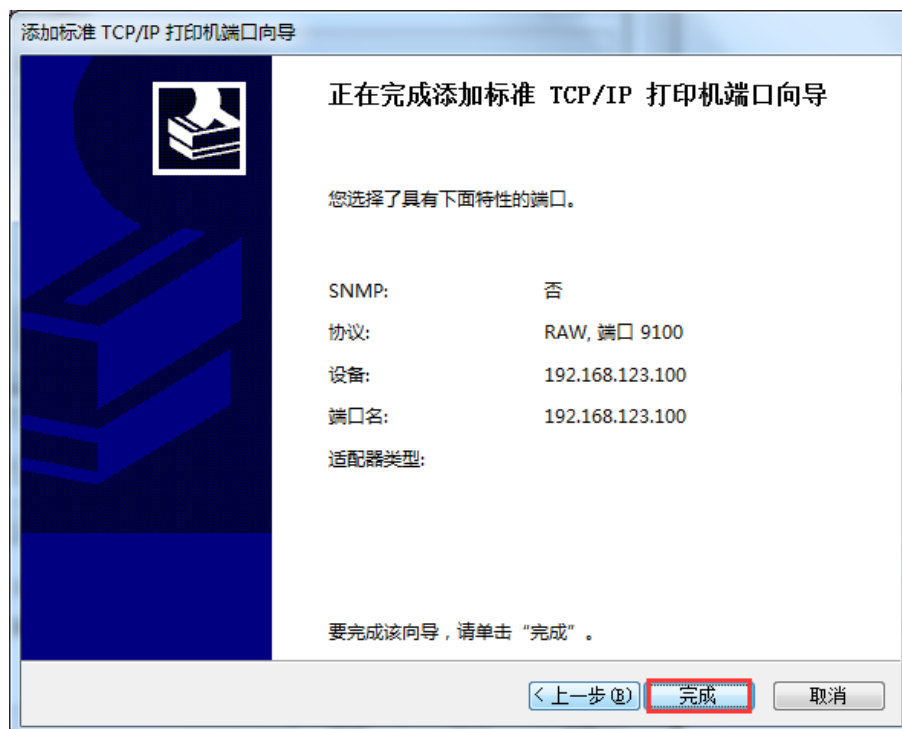 添加标准 TCP/IP 打印机端口向导
正在完成添加标准 TCP/IP 打印机端口向导
您选择了具有下面特性的端口。
SNMP: 否
协议: RAW, 端口 9100
设备: 192.168.123.100
端口名: 192.168.123.100
适配器类型:
要完成该向导，请单击“完成”。
< 上一步(B) 完成 取消